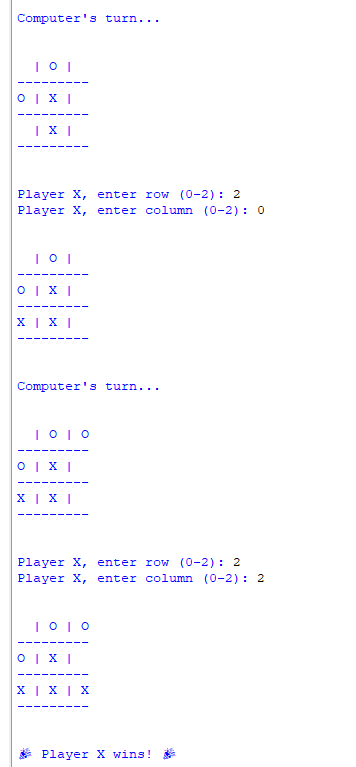 Computer's turn...
  | O |
---------
O | X |
---------
  | X |
---------
Player X, enter row (0-2): 2
Player X, enter column (0-2): 0
  | O |
---------
O | X |
---------
X | X |
---------
Computer's turn...
  | O | O
---------
O | X |
---------
X | X |
---------
Player X, enter row (0-2): 2
Player X, enter column (0-2): 2
  | O | O
---------
O | X |
---------
X | X | X
---------
🎉 Player X wins! 🎉